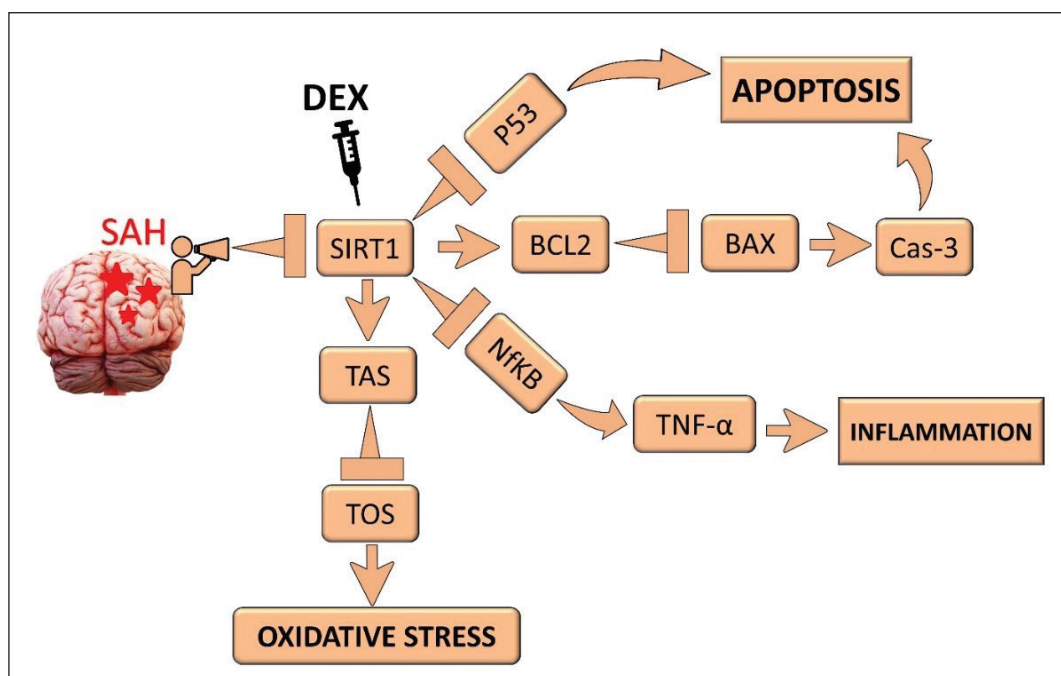 DEX
P53
APOPTOSIS
SAH
SIRT1
BCL2
BAX
Cas-3
TAS
NfKB
TNF-α
INFLAMMATION
TOS
OXIDATIVE STRESS